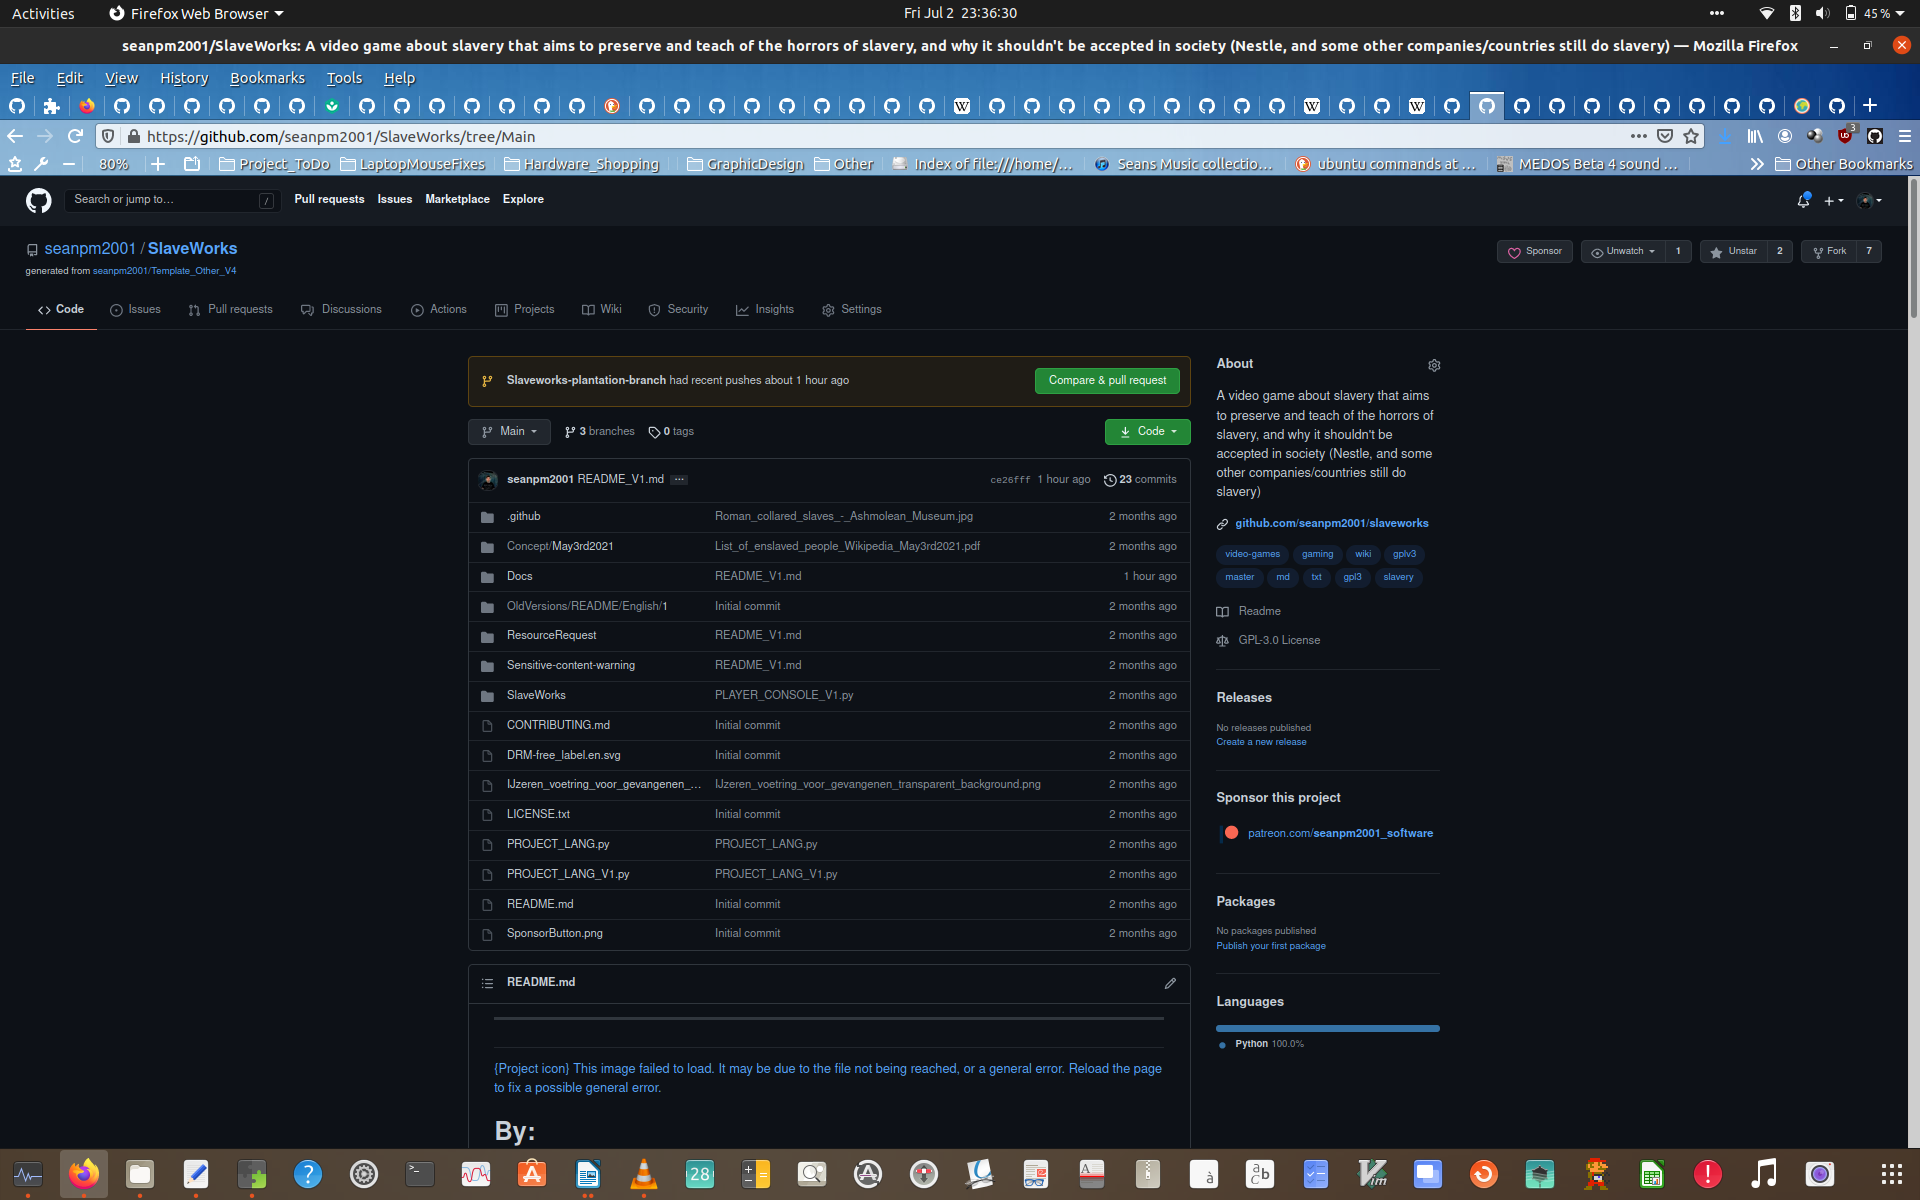 Activities
Firefox Web Browser
Fri Jul 2 23:36:30
45 %
seanpm2001/SlaveWorks: A video game about slavery that aims to preserve and teach of the horrors of slavery, and why it shouldn't be accepted in society (Nestle, and some other companies/countries still do slavery) — Mozilla Firefox
File Edit View History Bookmarks Tools Help
https://github.com/seanpm2001/SlaveWorks/tree/Main
3
80%
Project_ToDo
LaptopMouseFixes
Hardware_Shopping
GraphicDesign
Other
Index of file:///home/...
Seans Music collectio...
ubuntu commands at ...
MEDOS Beta 4 sound ...
Other Bookmarks
Search or jump to...
/
Pull requests Issues Marketplace Explore
seanpm2001 / SlaveWorks
generated from seanpm2001/Template_Other_V4
Sponsor
Unwatch 1
Unstar 2
Fork 7
Code
Issues
Pull requests
Discussions
Actions
Projects
Wiki
Security
Insights
Settings
Slaveworks-plantation-branch had recent pushes about 1 hour ago
Compare & pull request
Main
3 branches
0 tags
Code
seanpm2001 README_V1.md ...
ce26fff 1 hour ago
23 commits
.github Roman_collared_slaves_-_Ashmolean_Museum.jpg 2 months ago
Concept/May3rd2021 List_of_enslaved_people_Wikipedia_May3rd2021.pdf 2 months ago
Docs README_V1.md 1 hour ago
OldVersions/README/English/1 Initial commit 2 months ago
ResourceRequest README_V1.md 2 months ago
Sensitive-content-warning README_V1.md 2 months ago
SlaveWorks PLAYER_CONSOLE_V1.py 2 months ago
CONTRIBUTING.md Initial commit 2 months ago
DRM-free_label.en.svg Initial commit 2 months ago
IJzeren_voetring_voor_gevangenen_... IJzeren_voetring_voor_gevangenen_transparent_background.png 2 months ago
LICENSE.txt Initial commit 2 months ago
PROJECT_LANG.py PROJECT_LANG.py 2 months ago
PROJECT_LANG_V1.py PROJECT_LANG_V1.py 2 months ago
README.md Initial commit 2 months ago
SponsorButton.png Initial commit 2 months ago
README.md
{Project icon} This image failed to load. It may be due to the file not being reached, or a general error. Reload the page
to fix a possible general error.
By:
About
A video game about slavery that aims
to preserve and teach of the horrors of
slavery, and why it shouldn't be
accepted in society (Nestle, and some
other companies/countries still do
slavery)
github.com/seanpm2001/slaveworks
video-games gaming wiki gplv3
master md txt gpl3 slavery
Readme
GPL-3.0 License
Releases
No releases published
Create a new release
Sponsor this project
patreon.com/seanpm2001_software
Packages
No packages published
Publish your first package
Languages
Python 100.0%
28